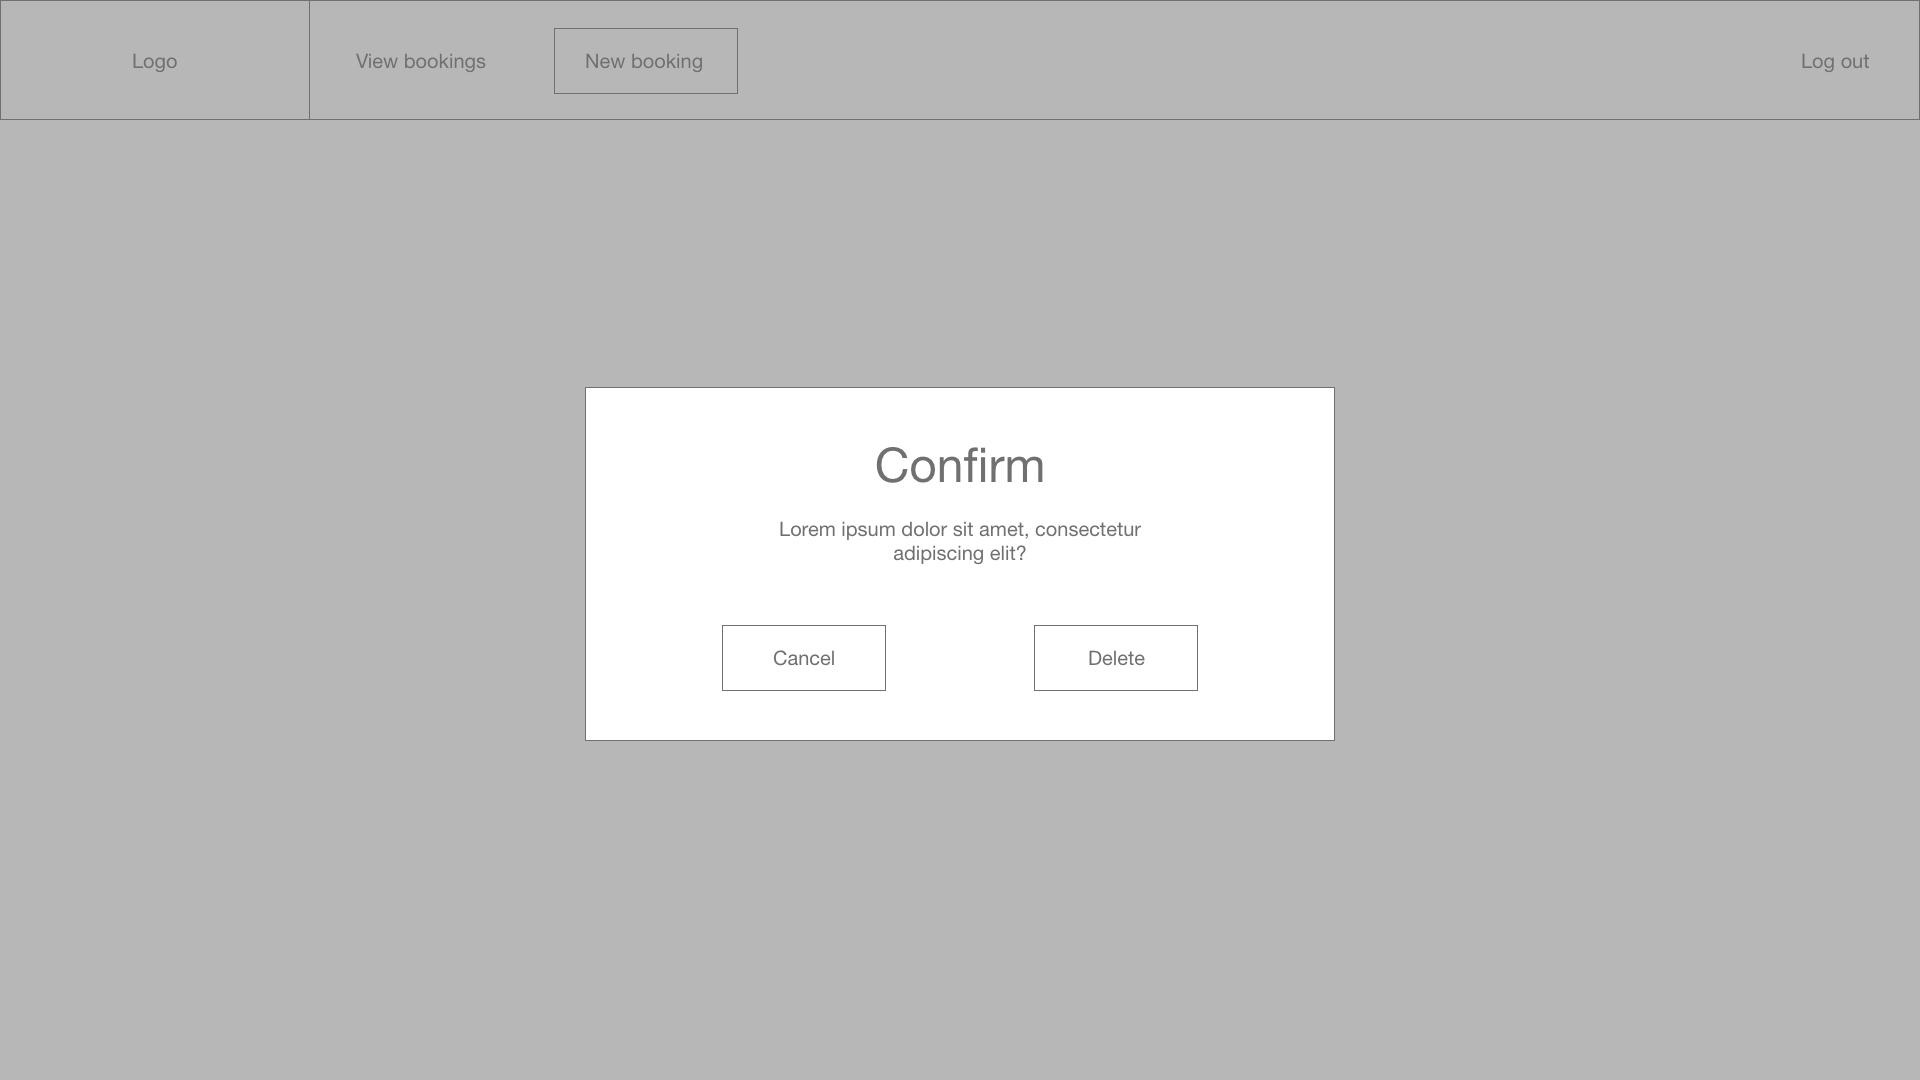 Logo
View bookings
New booking
Log out
Confirm
Lorem ipsum dolor sit amet, consectetur
adipiscing elit?
Cancel
Delete